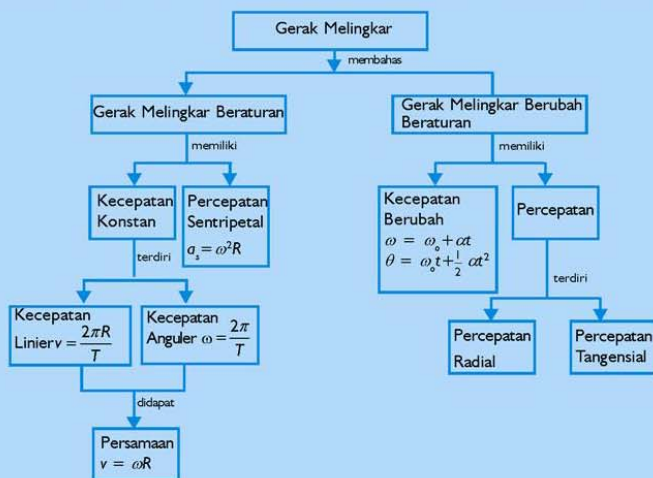 Gerak Melingkar
membahas
Gerak Melingkar Beraturan
Gerak Melingkar Berubah
Beraturan
memiliki
memiliki
Kecepatan
Konstan
Percepatan
Sentripetal
aₛ = ω²R
Kecepatan
Berubah
ω = ω₀ + αt
θ = ω₀t + 1/2 αt²
Percepatan
terdiri
terdiri
Kecepatan
Linier v = 2πR/T
Kecepatan
Anguler ω = 2π/T
Percepatan
Radial
Percepatan
Tangensial
didapat
Persamaan
v = ωR